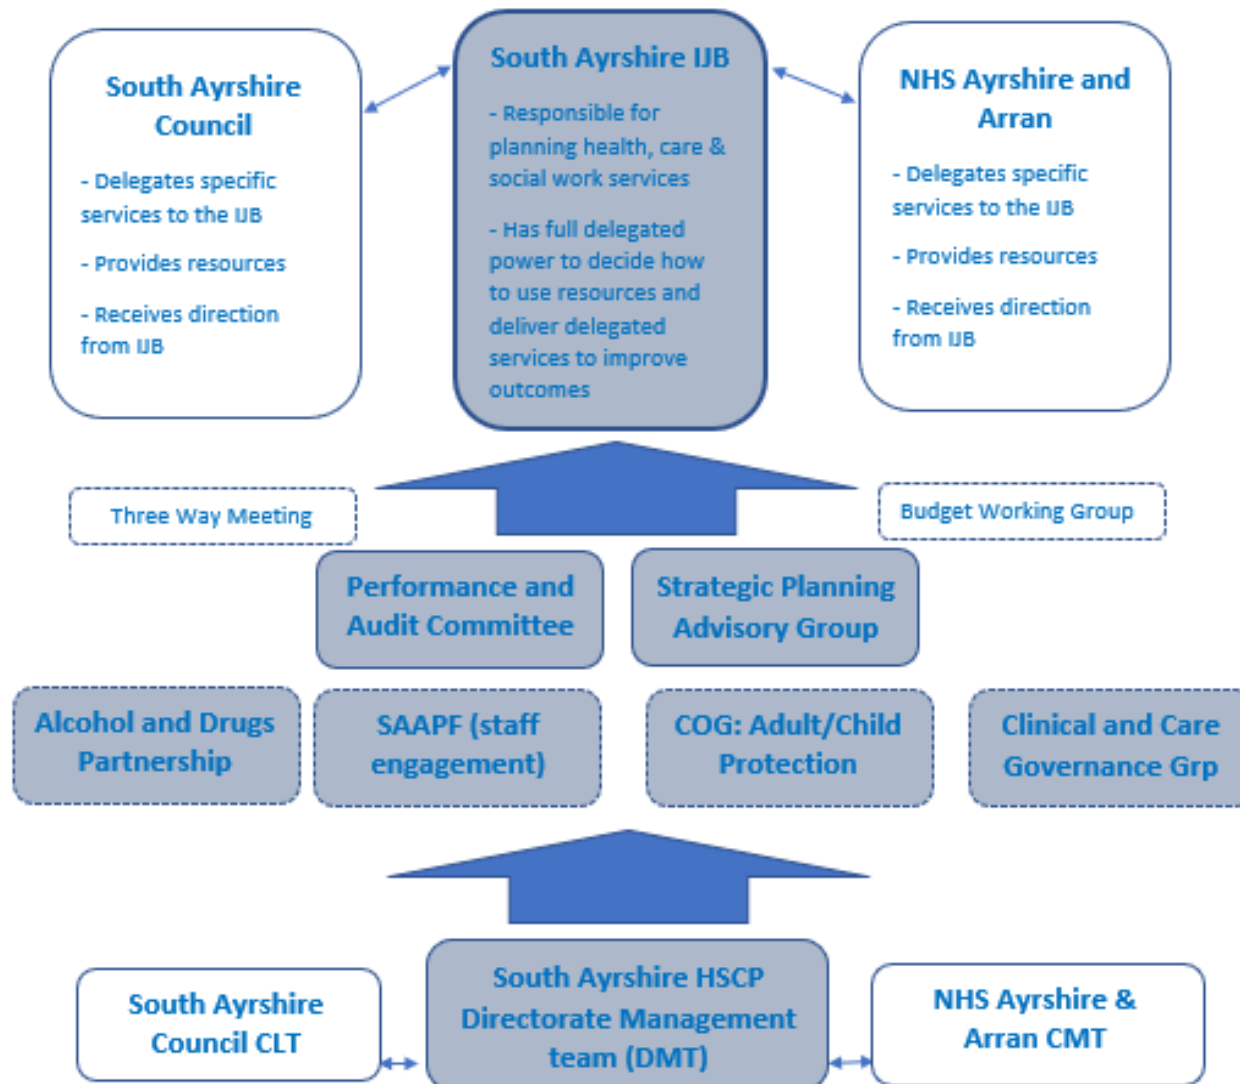 South Ayrshire
Council
- Delegates specific
services to the IJB
- Provides resources
- Receives direction
from IJB
South Ayrshire IJB
- Responsible for
planning health, care &
social work services
- Has full delegated
power to decide how
to use resources and
deliver delegated
services to improve
outcomes
NHS Ayrshire and
Arran
- Delegates specific
services to the IJB
- Provides resources
- Receives direction
from IJB
Three Way Meeting
Budget Working Group
Performance and
Audit Committee
Strategic Planning
Advisory Group
Alcohol and Drugs
Partnership
SAAPF (staff
engagement)
COG: Adult/Child
Protection
Clinical and Care
Governance Grp
South Ayrshire
Council CLT
South Ayrshire HSCP
Directorate Management
team (DMT)
NHS Ayrshire &
Arran CMT